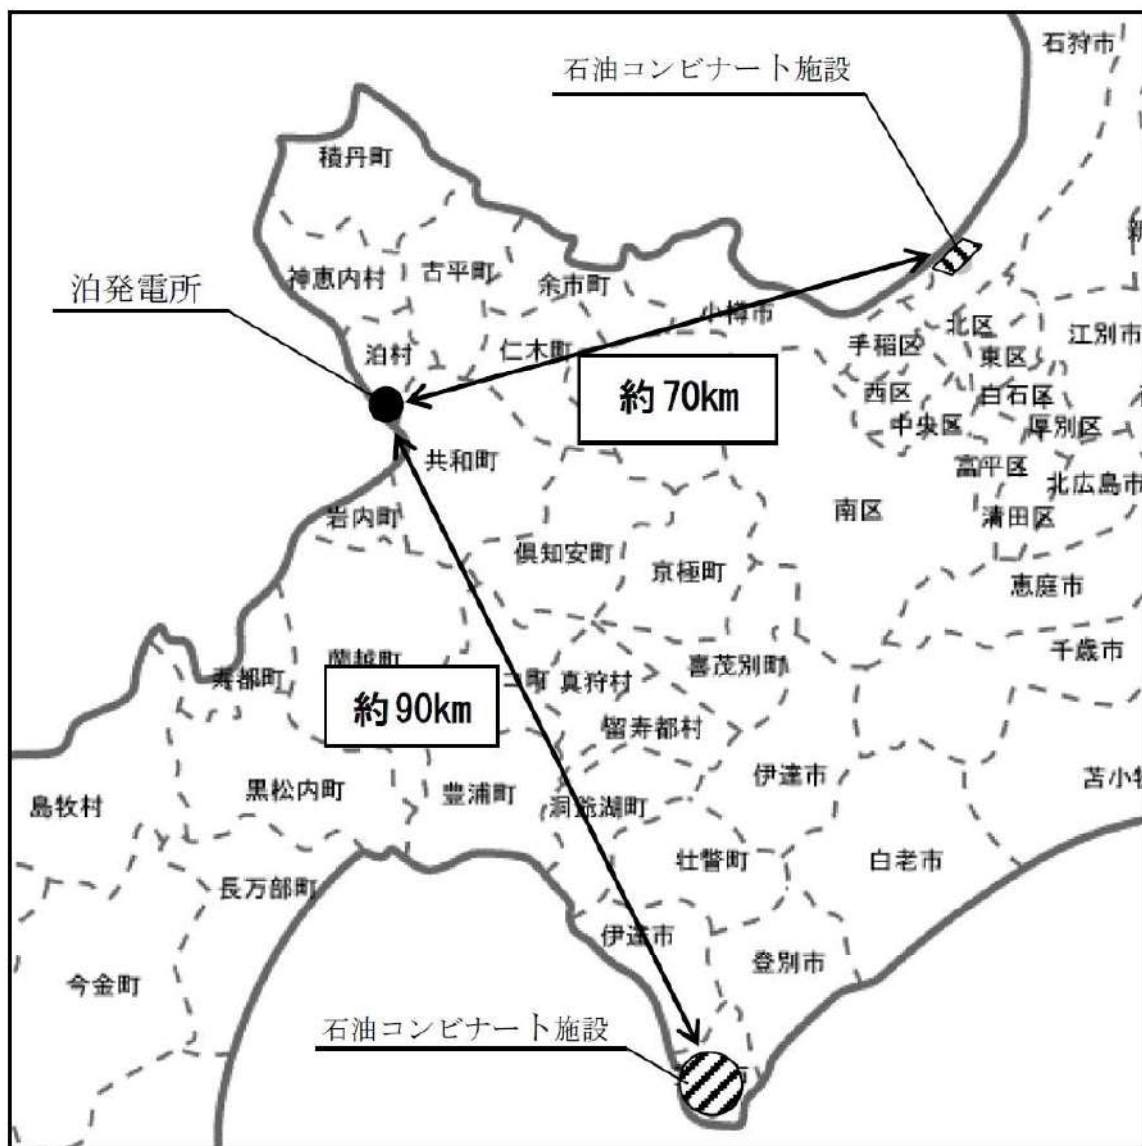 石狩市
石油コンビナート施設
積丹町
神恵内村
古平町
余市町
泊発電所
小樽市
北区
江別市
手稲区
泊村
仁木町
東区
西区
白石区
約70km
中央区
厚別区
共和町
富平区
北広島市
岩内町
南区
清田区
倶知安町
京極町
恵庭市
千歳市
蘭越町
喜茂別町
寿都町
コ町
真狩村
約90km
留寿都村
伊達市
苫小牧
島牧村
黒松内町
豊浦町
洞爺湖町
壮瞥町
白老市
長万部町
伊達市
登別市
今金町
石油コンビナート施設